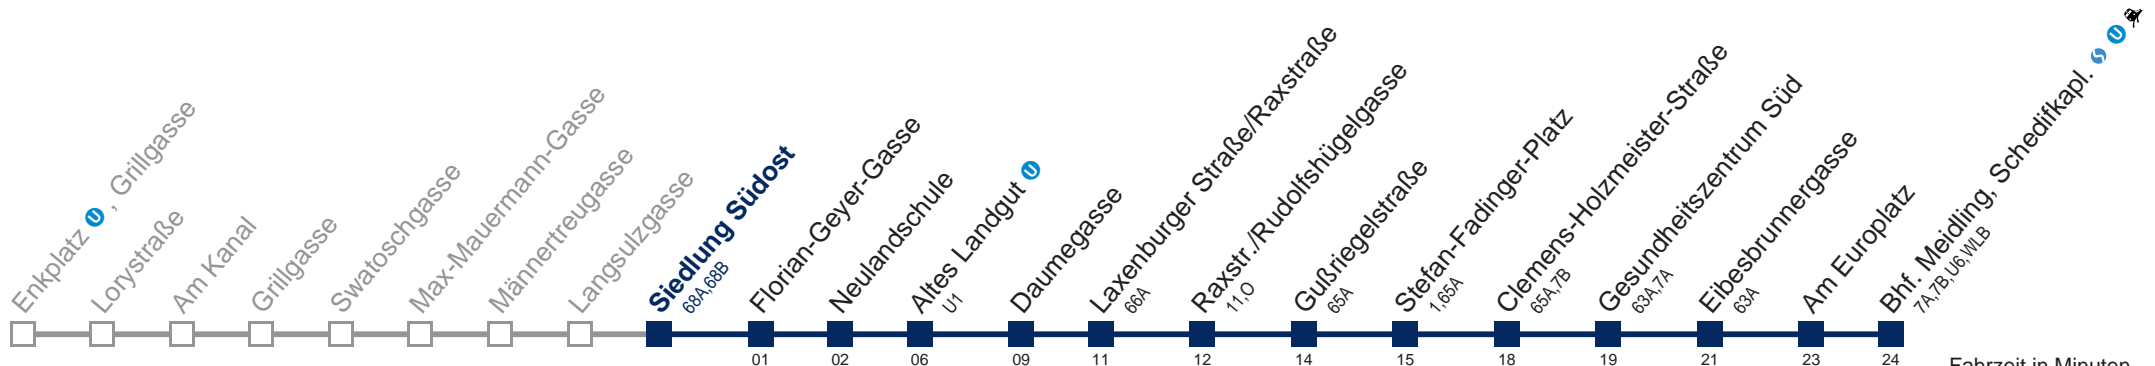 Enkplatz U , Grillgasse
Lorystraße
Am Kanal
Grillgasse
Swatoschgasse
Max-Mauermann-Gasse
Männertreugasse
Langsulzgasse
Siedlung Südost
68A,68B
Florian-Geyer-Gasse
Neulandschule
Altes Landgut U
U1
Daumegasse
Laxenburger Straße/Raxstraße
66A
Raxstr./Rudolfshügelgasse
11,O
Gußriegelstraße
65A
Stefan-Fadinger-Platz
1,65A
Clemens-Holzmeister-Straße
65A,7B
Gesundheitszentrum Süd
63A,7A
Eibesbrunnergasse
63A
Am Europlatz
Bhf. Meidling, Schedifkapl. S U
7A,7B,U6,WLB
01 02 06 09 11 12 14 15 18 19 21 23 24
Fahrzeit in Minuten